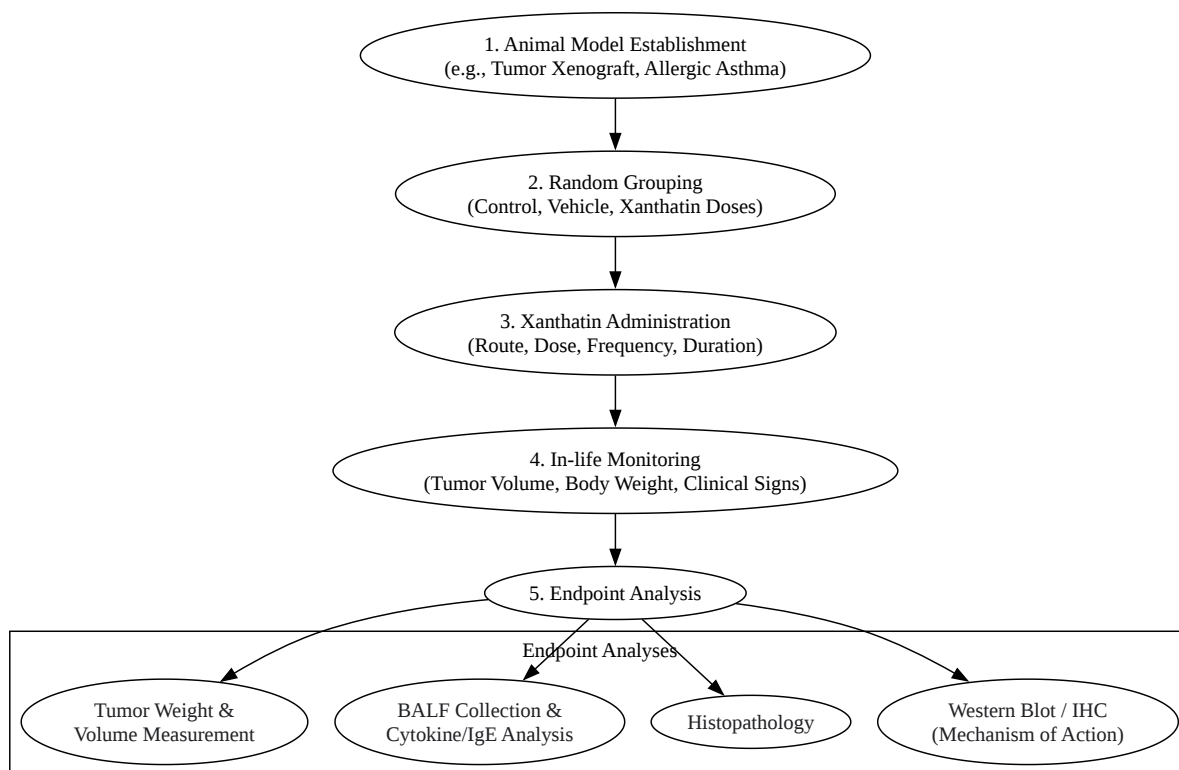 1. Animal Model Establishment
(e.g., Tumor Xenograft, Allergic Asthma)
2. Random Grouping
(Control, Vehicle, Xanthatin Doses)
3. Xanthatin Administration
(Route, Dose, Frequency, Duration)
4. In-life Monitoring
(Tumor Volume, Body Weight, Clinical Signs)
5. Endpoint Analysis
Endpoint Analyses
Tumor Weight &
Volume Measurement
BALF Collection &
Cytokine/IgE Analysis
Histopathology
Western Blot / IHC
(Mechanism of Action)